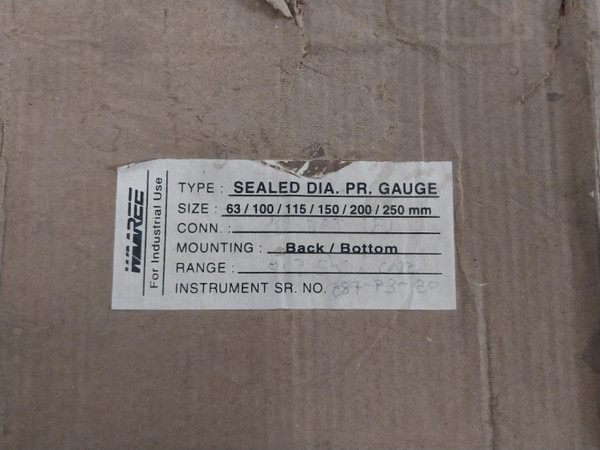 WAAREE
For Industrial Use
TYPE : SEALED DIA. PR. GAUGE
SIZE : 63 / 100 / 115 / 150 / 200 / 250 mm
CONN. :
MOUNTING : Back / Bottom
RANGE :
INSTRUMENT SR. NO.